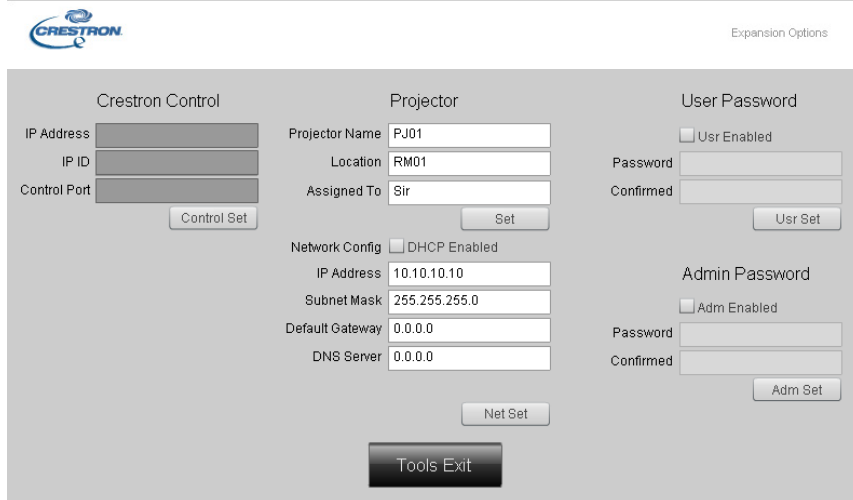 CRESTRON
Expansion Options
Crestron Control
IP Address
IP ID
Control Port
Control Set
Projector
Projector Name PJ01
Location RM01
Assigned To Sir
Set
Network Config DHCP Enabled
IP Address 10.10.10.10
Subnet Mask 255.255.255.0
Default Gateway 0.0.0.0
DNS Server 0.0.0.0
Net Set
User Password
Usr Enabled
Password
Confirmed
Usr Set
Admin Password
Adm Enabled
Password
Confirmed
Adm Set
Tools Exit